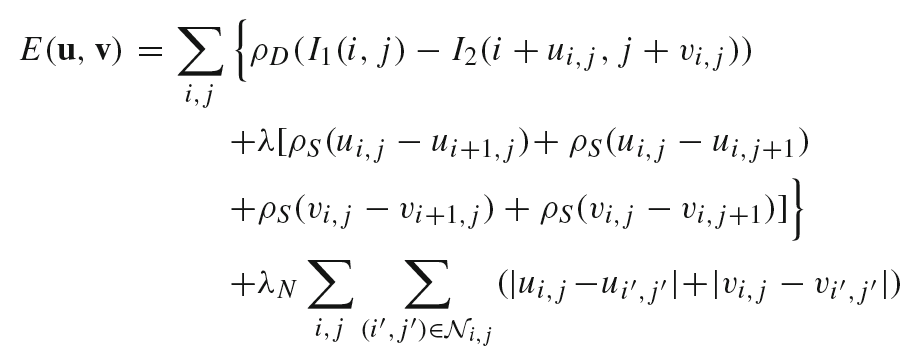 E(u, v) = ∑_{i,j} {ρ_D(I_1(i, j) − I_2(i + u_{i,j}, j + v_{i,j}))
+λ[ρ_S(u_{i,j} − u_{i+1,j}) + ρ_S(u_{i,j} − u_{i,j+1})
+ρ_S(v_{i,j} − v_{i+1,j}) + ρ_S(v_{i,j} − v_{i,j+1})]}
+λ_N ∑_{i,j} ∑_{(i′,j′)∈𝒩_{i,j}} (|u_{i,j} − u_{i′,j′}| + |v_{i,j} − v_{i′,j′}|)